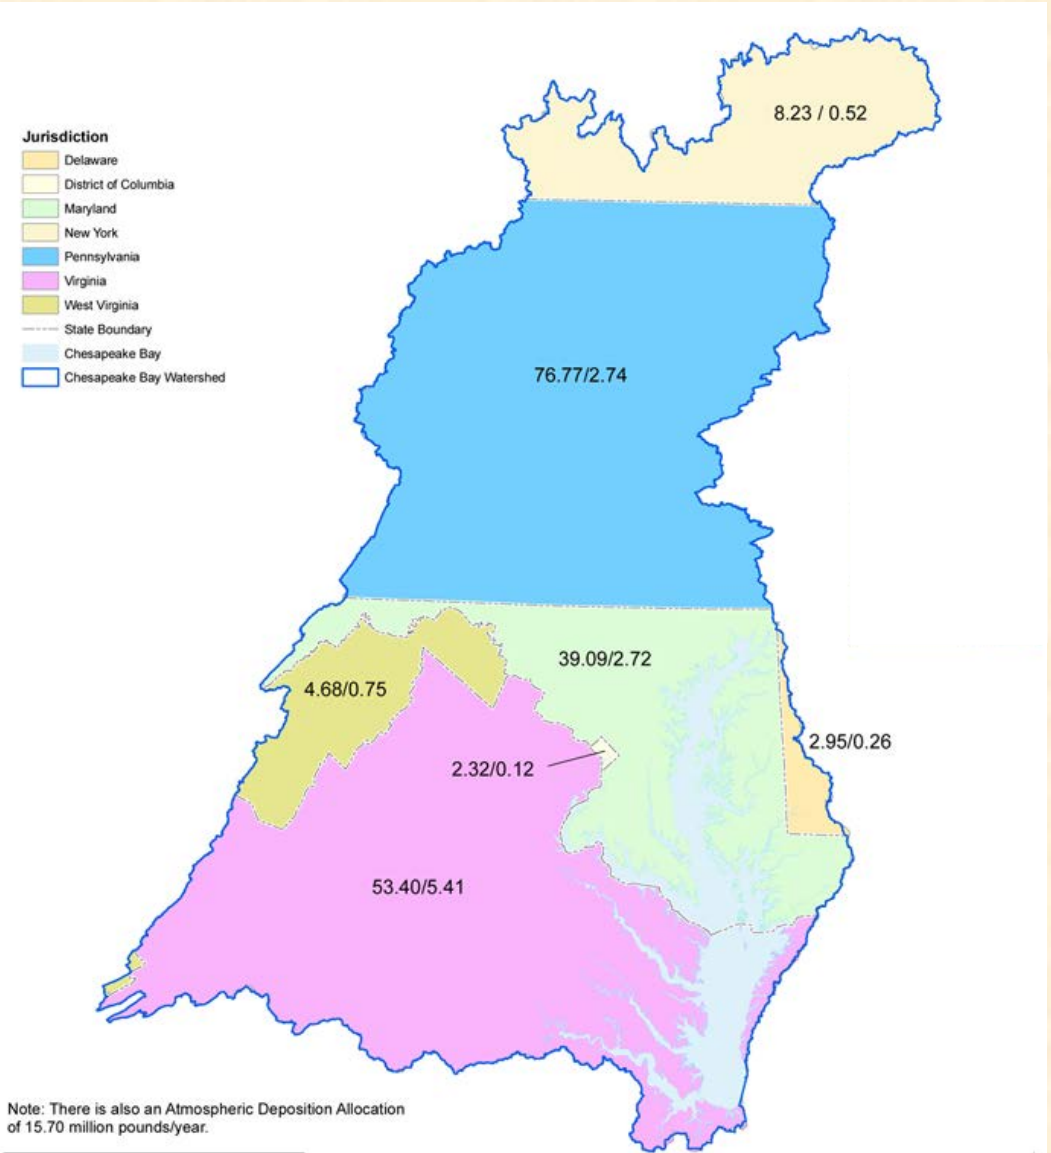 Jurisdiction
Delaware
District of Columbia
Maryland
New York
Pennsylvania
Virginia
West Virginia
State Boundary
Chesapeake Bay
Chesapeake Bay Watershed
8.23 / 0.52
76.77/2.74
39.09/2.72
4.68/0.75
2.95/0.26
2.32/0.12
53.40/5.41
Note: There is also an Atmospheric Deposition Allocation
of 15.70 million pounds/year.